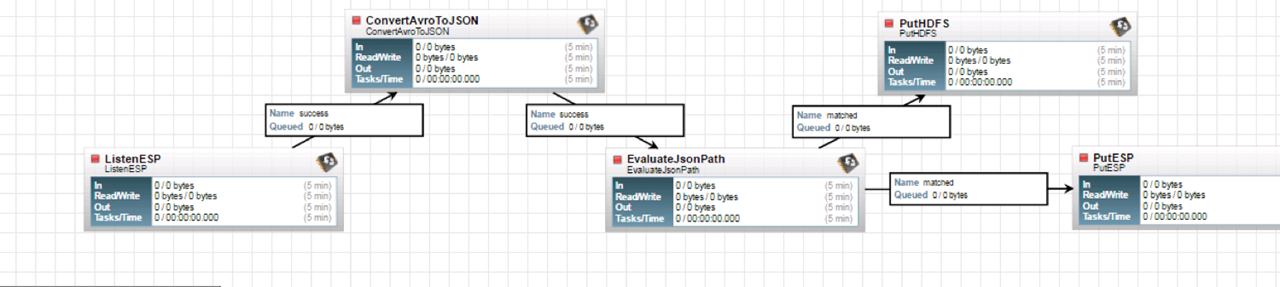 ConvertAvroToJSON
ConvertAvroToJSON
In 0 / 0 bytes (5 min)
Read/Write 0 bytes / 0 bytes (5 min)
Out 0 / 0 bytes (5 min)
Tasks/Time 0 / 00:00:00.000 (5 min)
PutHDFS
PutHDFS
In 0 / 0 bytes (5 min)
Read/Write 0 bytes / 0 bytes (5 min)
Out 0 / 0 bytes (5 min)
Tasks/Time 0 / 00:00:00.000 (5 min)
Name success
Queued 0 / 0 bytes
Name success
Queued 0 / 0 bytes
Name matched
Queued 0 / 0 bytes
ListenESP
ListenESP
In 0 / 0 bytes (5 min)
Read/Write 0 bytes / 0 bytes (5 min)
Out 0 / 0 bytes (5 min)
Tasks/Time 0 / 00:00:00.000 (5 min)
EvaluateJsonPath
EvaluateJsonPath
In 0 / 0 bytes (5 min)
Read/Write 0 bytes / 0 bytes (5 min)
Out 0 / 0 bytes (5 min)
Tasks/Time 0 / 00:00:00.000 (5 min)
Name matched
Queued 0 / 0 bytes
PutESP
PutESP
In 0 / 0 bytes
Read/Write 0 bytes / 0 bytes
Out 0 / 0 bytes
Tasks/Time 0 / 00:00:00.000